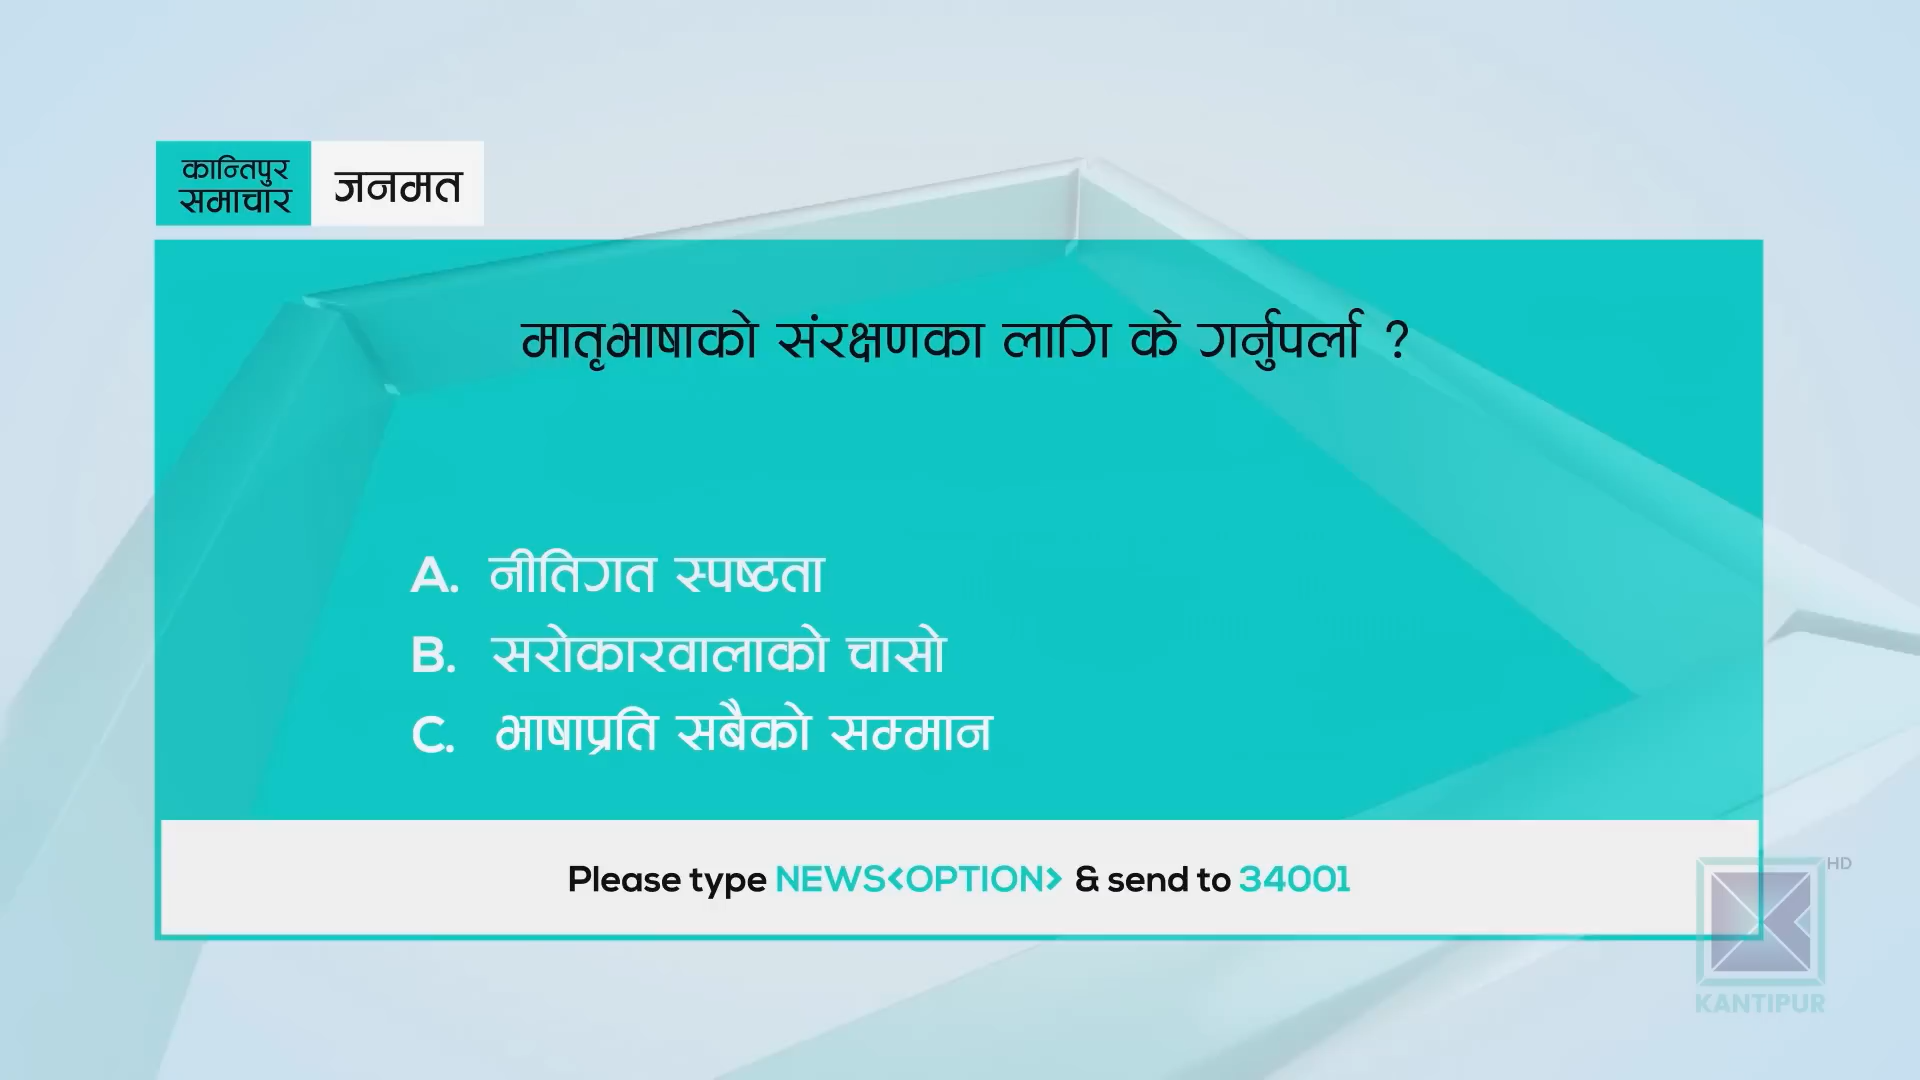 कान्तिपुर
समाचार
जनमत
मातृभाषाको संरक्षणका लागि के गर्नुपर्ला ?
A. नीतिगत स्पष्टता
B. सरोकारवालाको चासो
C. भाषाप्रति सबैको सम्मान
Please type NEWS<OPTION> & send to 34001
HD
KANTIPUR